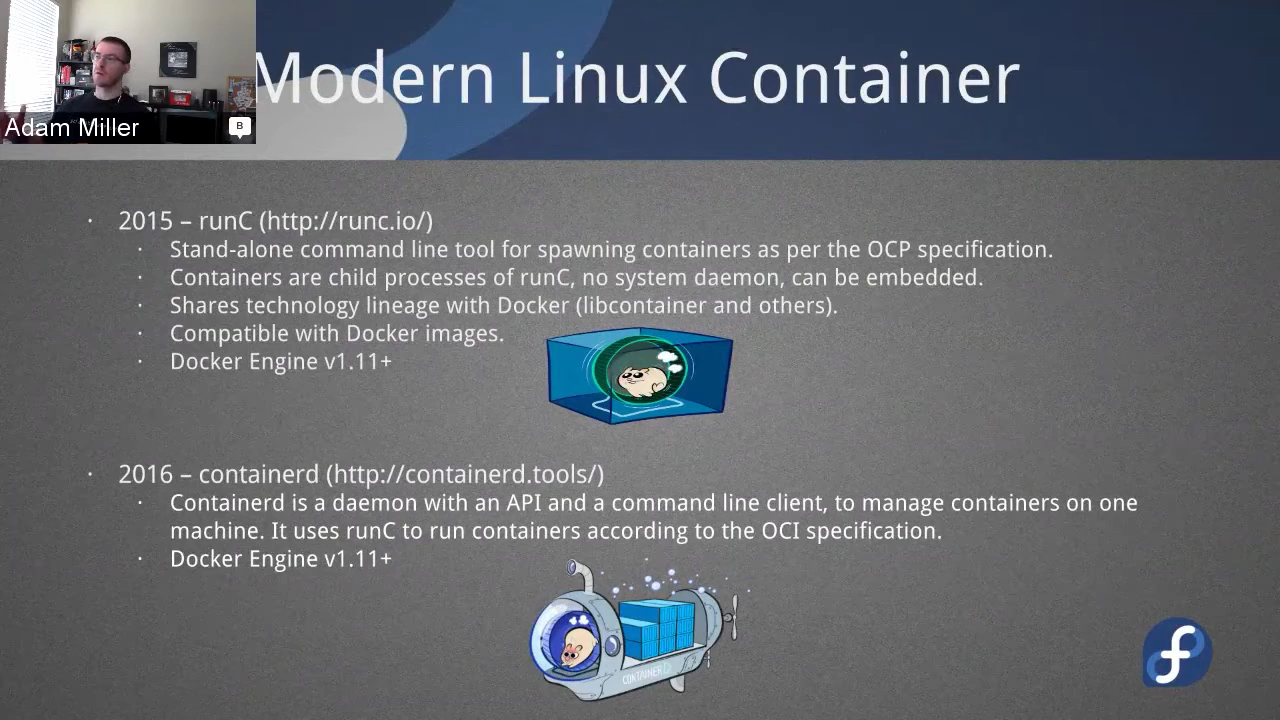 Modern Linux Container
Adam Miller
B
· 2015 – runC (http://runc.io/)
· Stand-alone command line tool for spawning containers as per the OCP specification.
· Containers are child processes of runC, no system daemon, can be embedded.
· Shares technology lineage with Docker (libcontainer and others).
· Compatible with Docker images.
· Docker Engine v1.11+
· 2016 – containerd (http://containerd.tools/)
· Containerd is a daemon with an API and a command line client, to manage containers on one
machine. It uses runC to run containers according to the OCI specification.
· Docker Engine v1.11+
CONTAINERD